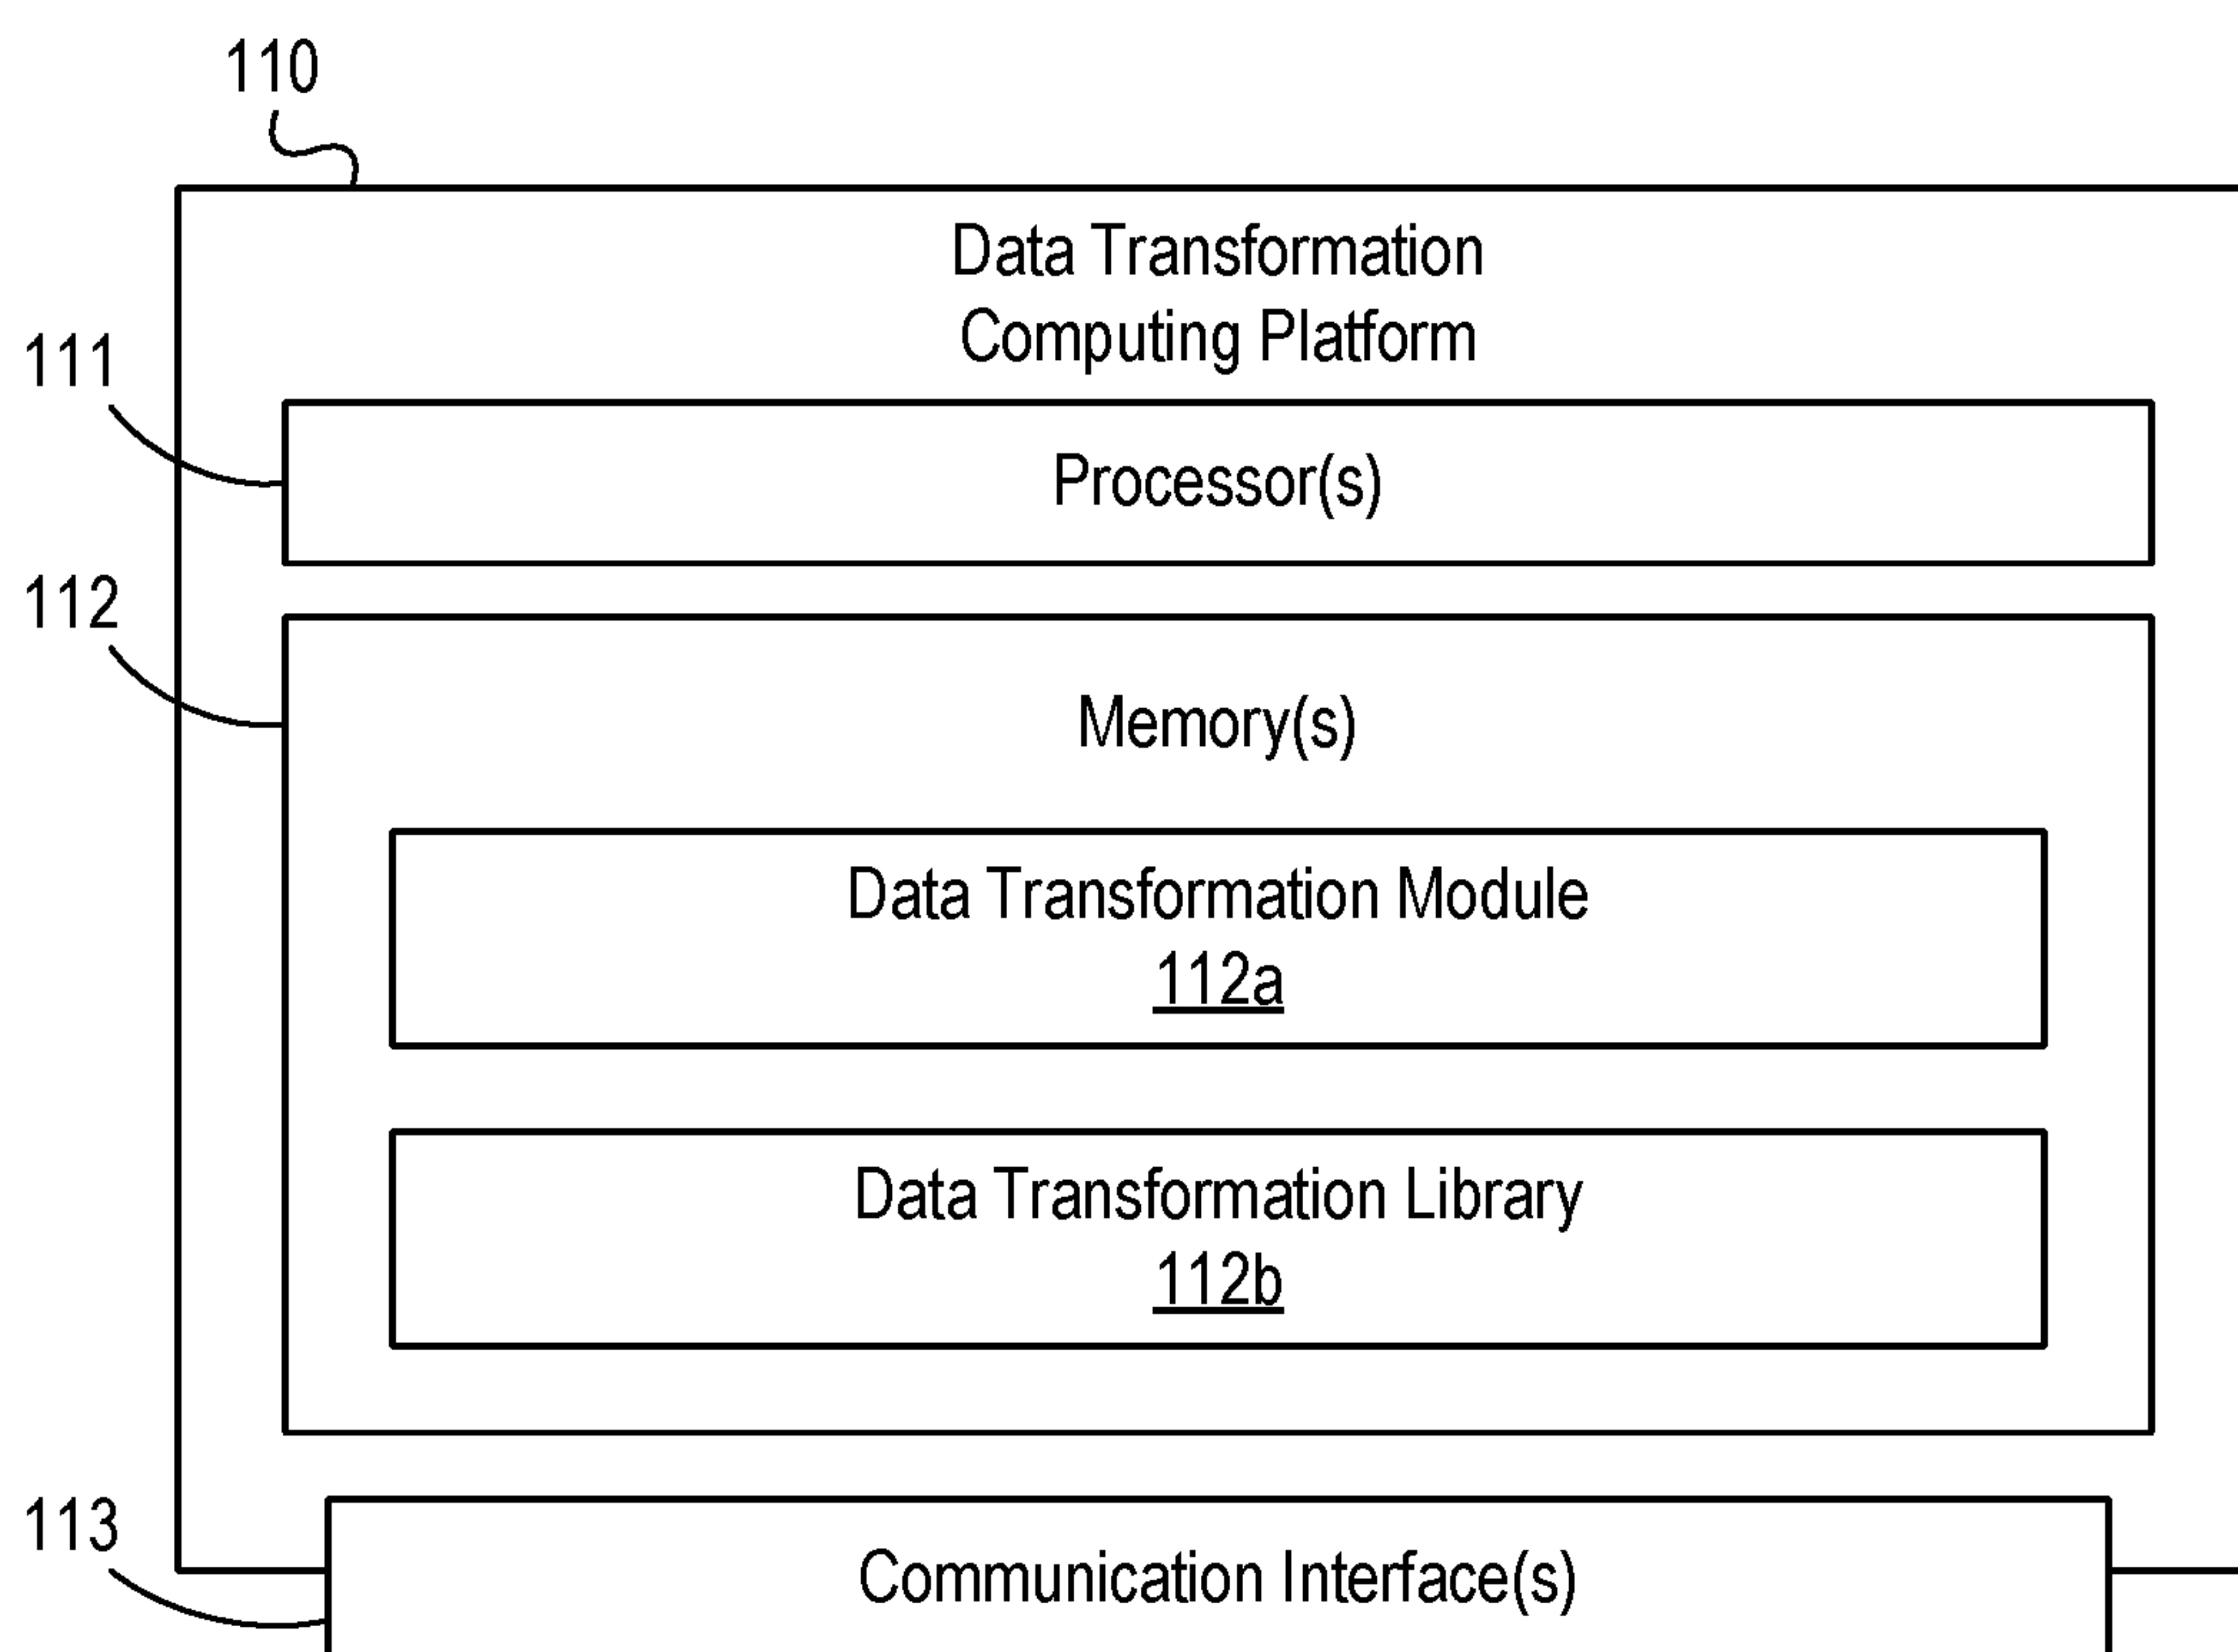 110
Data Transformation
Computing Platform
111
Processor(s)
112
Memory(s)
Data Transformation Module
112a
Data Transformation Library
112b
113
Communication Interface(s)